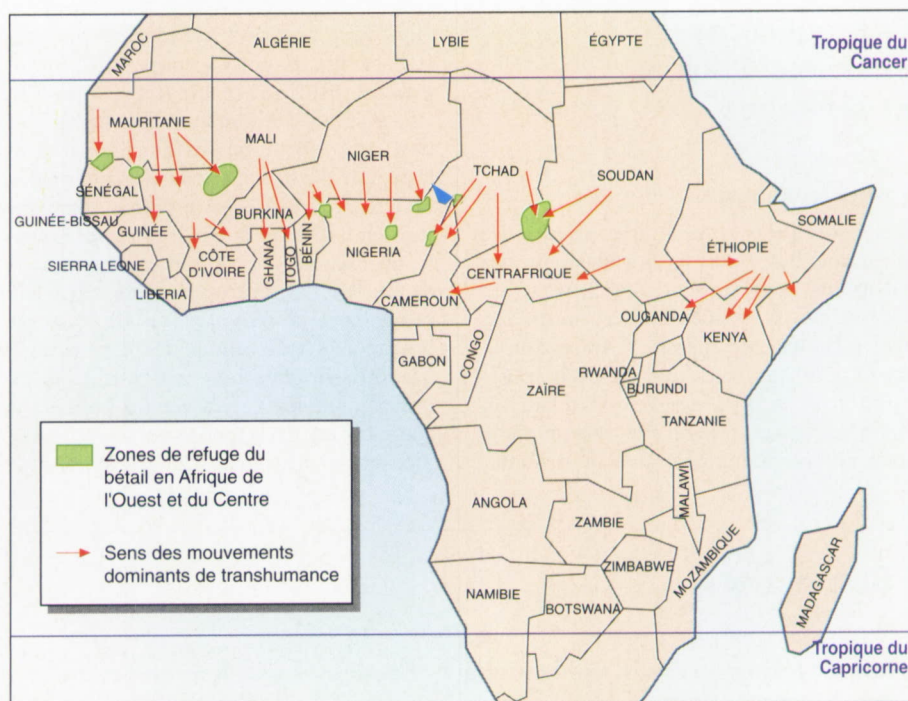 Tropique du
Cancer
MAROC
ALGÉRIE
LYBIE
ÉGYPTE
MAURITANIE
MALI
NIGER
TCHAD
SOUDAN
SÉNÉGAL
GUINÉE-BISSAU
GUINÉE
BURKINA
BÉNIN
NIGERIA
SOMALIE
ÉTHIOPIE
SIERRA LEONE
CÔTE
D'IVOIRE
GHANA
TOGO
CENTRAFRIQUE
LIBERIA
CAMEROUN
OUGANDA
KENYA
GABON
CONGO
ZAÏRE
RWANDA
BURUNDI
TANZANIE
ANGOLA
ZAMBIE
MALAWI
MOZAMBIQUE
ZIMBABWE
NAMIBIE
BOTSWANA
MADAGASCAR
Zones de refuge du
bétail en Afrique de
l'Ouest et du Centre
Sens des mouvements
dominants de transhumance
Tropique du
Capricorne